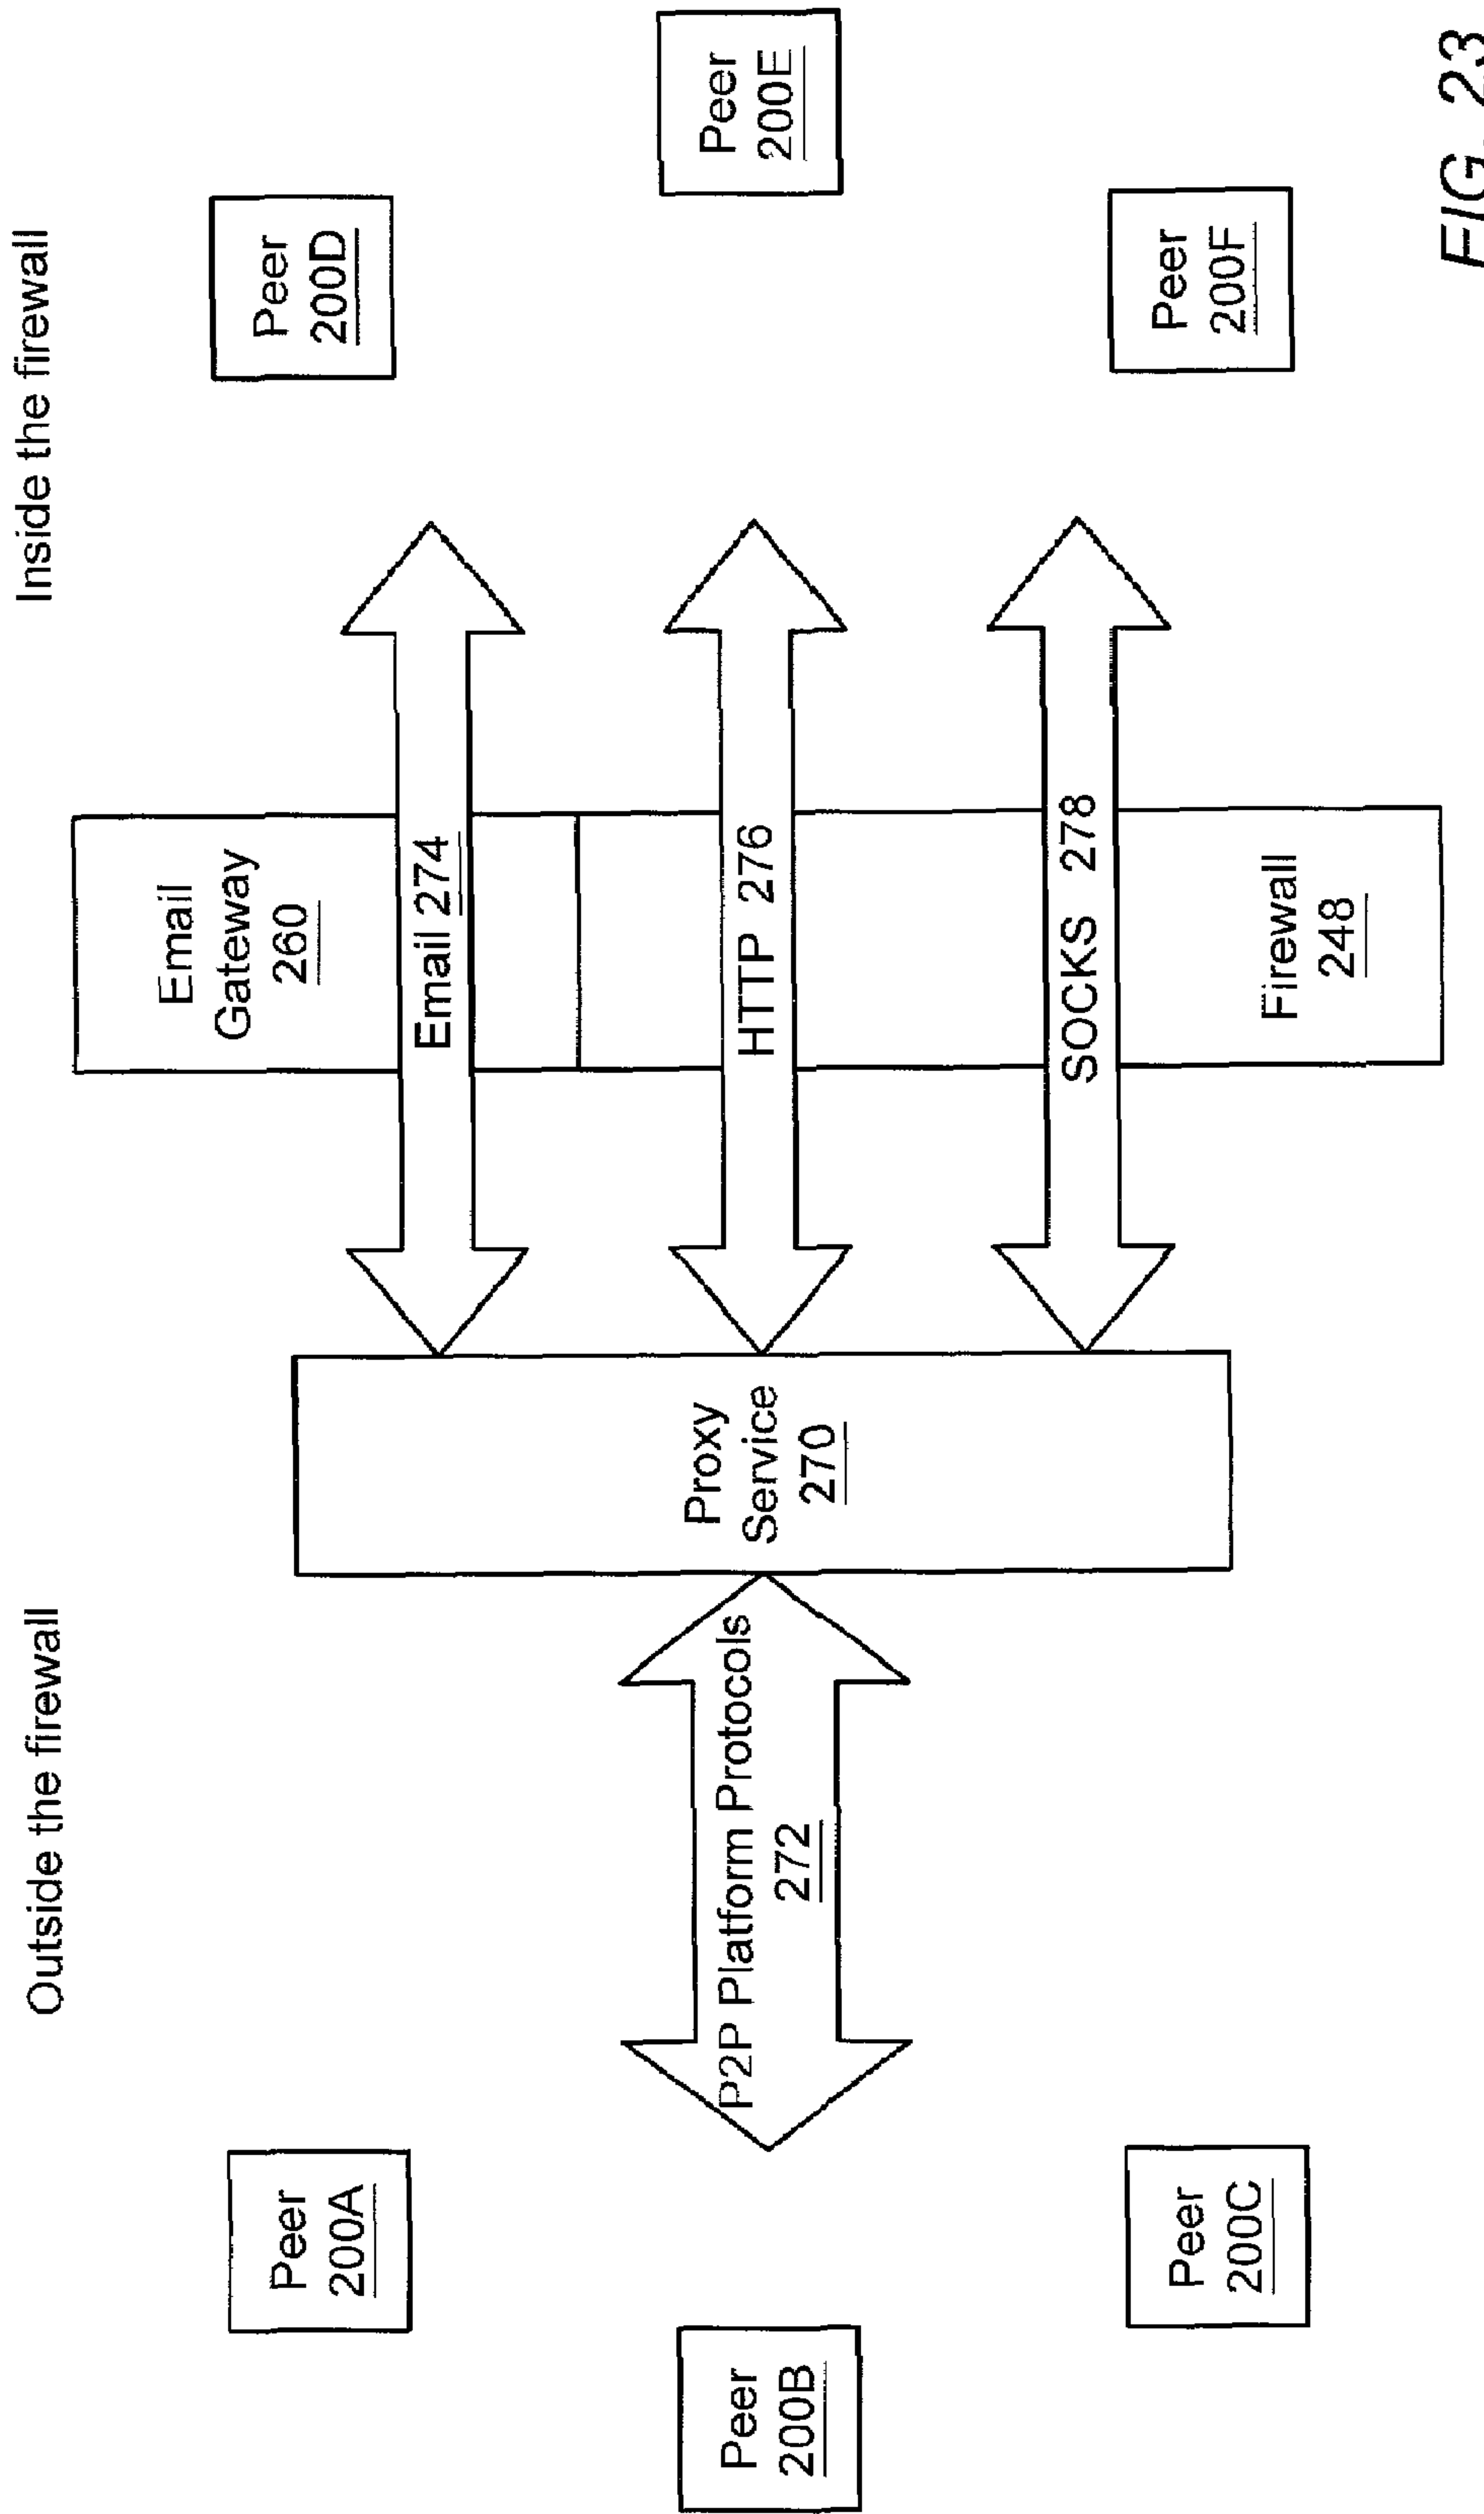 Outside the firewall
Inside the firewall
Peer
200A
Peer
200B
Peer
200C
P2P Platform Protocols
272
Proxy
Service
270
Email
Gateway
260
Email 274
HTTP 276
SOCKS 278
Firewall
248
Peer
200D
Peer
200E
Peer
200F
FIG. 23